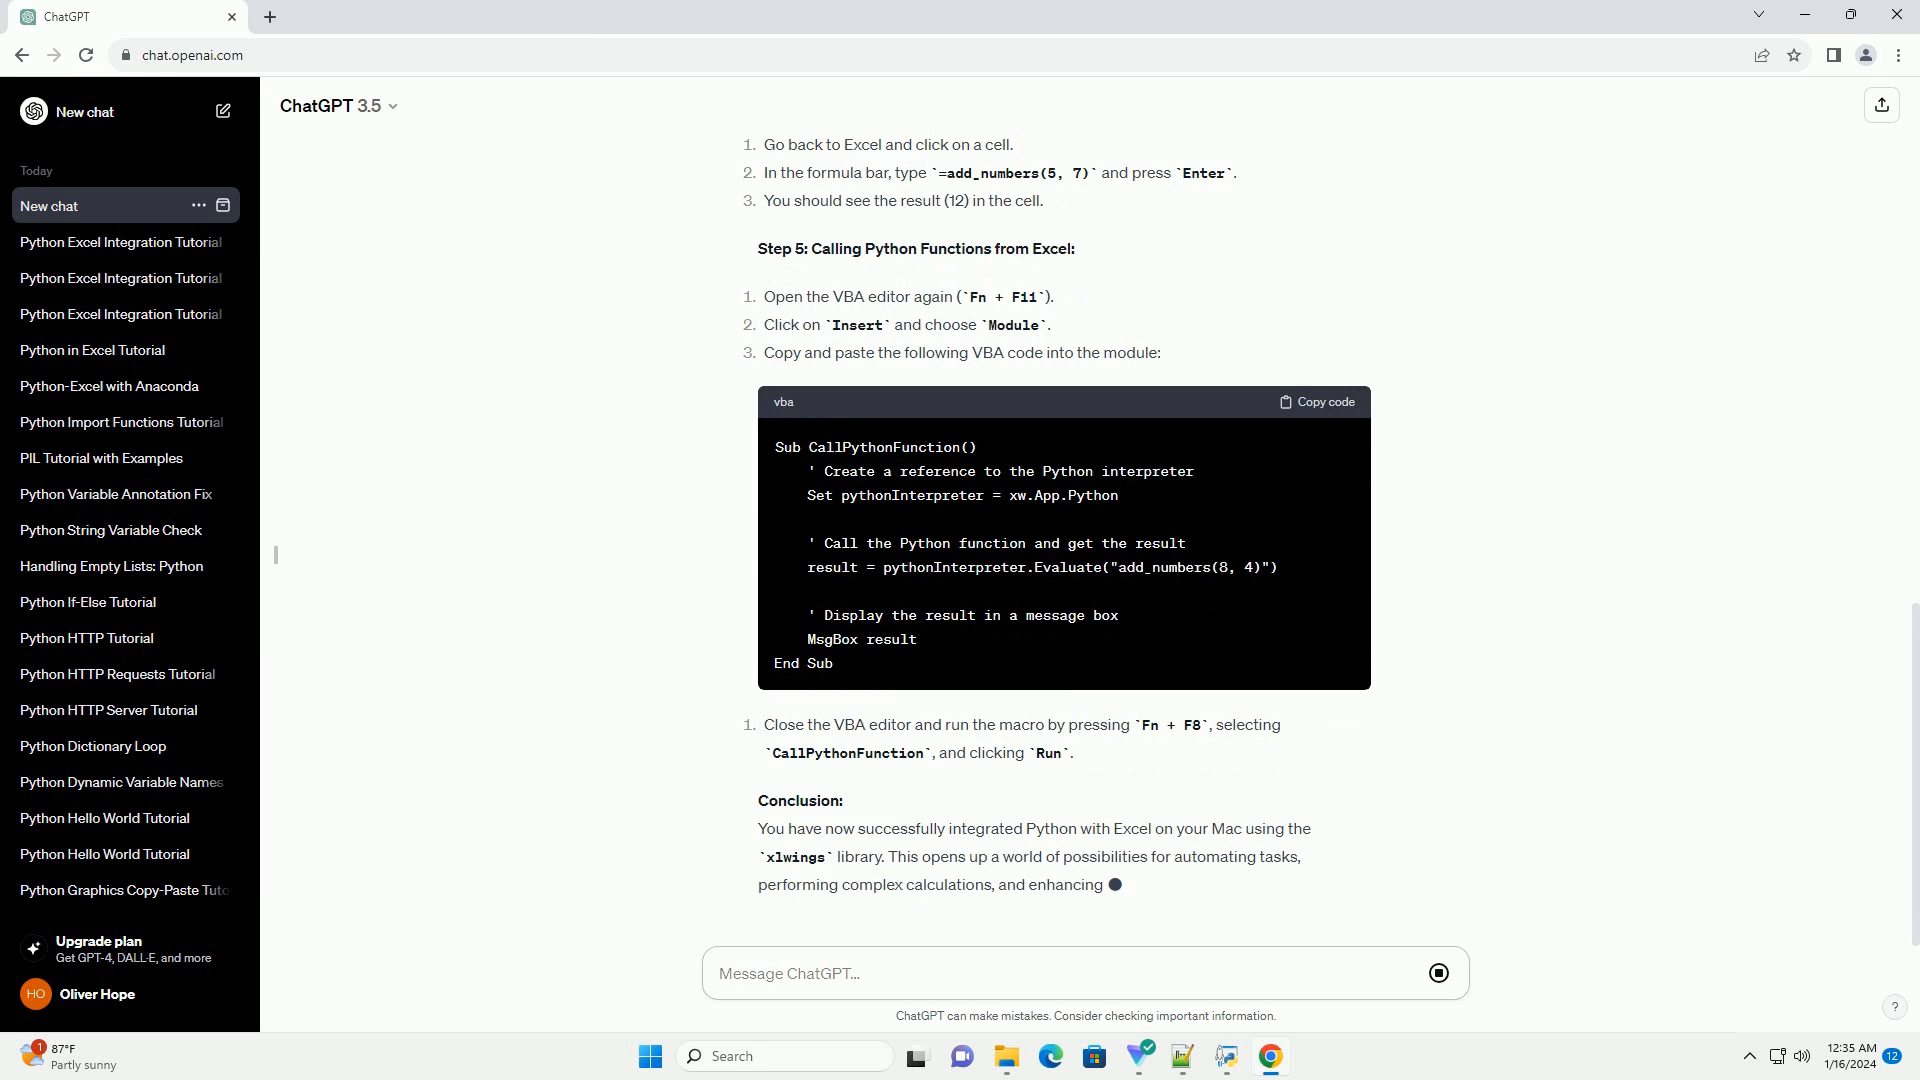 ChatGPT
chat.openai.com
New chat
Today
New chat
Python Excel Integration Tutorial
Python Excel Integration Tutorial
Python Excel Integration Tutorial
Python in Excel Tutorial
Python-Excel with Anaconda
Python Import Functions Tutorial
PIL Tutorial with Examples
Python Variable Annotation Fix
Python String Variable Check
Handling Empty Lists: Python
Python If-Else Tutorial
Python HTTP Tutorial
Python HTTP Requests Tutorial
Python HTTP Server Tutorial
Python Dictionary Loop
Python Dynamic Variable Names
Python Hello World Tutorial
Python Hello World Tutorial
Python Graphics Copy-Paste Tuto
Upgrade plan
Get GPT-4, DALL·E, and more
HO Oliver Hope
ChatGPT 3.5
1. Go back to Excel and click on a cell.
2. In the formula bar, type `=add_numbers(5, 7)` and press `Enter`.
3. You should see the result (12) in the cell.
Step 5: Calling Python Functions from Excel:
1. Open the VBA editor again (`Fn + F11`).
2. Click on `Insert` and choose `Module`.
3. Copy and paste the following VBA code into the module:
vba Copy code
Sub CallPythonFunction()
' Create a reference to the Python interpreter
Set pythonInterpreter = xw.App.Python
' Call the Python function and get the result
result = pythonInterpreter.Evaluate("add_numbers(8, 4)")
' Display the result in a message box
MsgBox result
End Sub
1. Close the VBA editor and run the macro by pressing `Fn + F8`, selecting
`CallPythonFunction`, and clicking `Run`.
Conclusion:
You have now successfully integrated Python with Excel on your Mac using the
`xlwings` library. This opens up a world of possibilities for automating tasks,
performing complex calculations, and enhancing
Message ChatGPT...
ChatGPT can make mistakes. Consider checking important information.
?
1
87°F
Partly sunny
Search
12:35 AM
1/16/2024
12